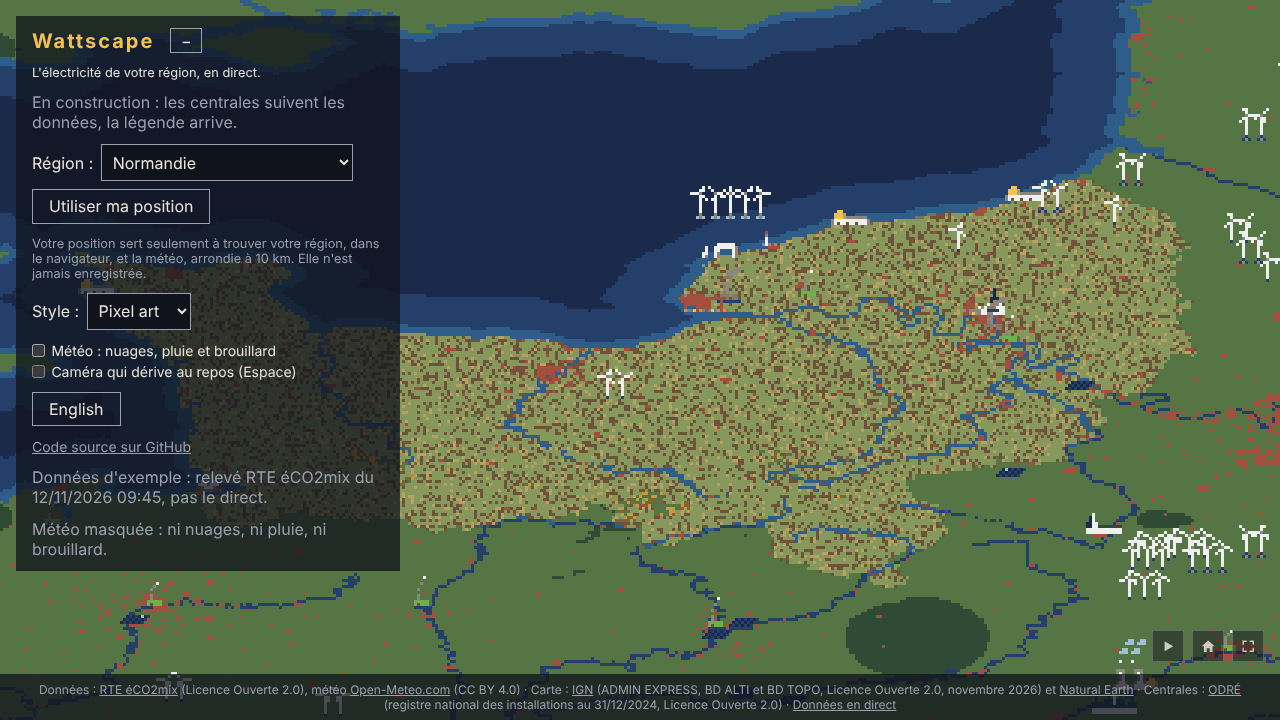 Wattscape –
L'électricité de votre région, en direct.
En construction : les centrales suivent les
données, la légende arrive.
Région : Normandie
Utiliser ma position
Votre position sert seulement à trouver votre région, dans
le navigateur, et la météo, arrondie à 10 km. Elle n'est
jamais enregistrée.
Style : Pixel art
Météo : nuages, pluie et brouillard
Caméra qui dérive au repos (Espace)
English
Code source sur GitHub
Données d'exemple : relevé RTE éCO2mix du
12/11/2026 09:45, pas le direct.
Météo masquée : ni nuages, ni pluie, ni
brouillard.
Données : RTE éCO2mix (Licence Ouverte 2.0), météo Open-Meteo.com (CC BY 4.0) · Carte : IGN (ADMIN EXPRESS, BD ALTI et BD TOPO, Licence Ouverte 2.0, novembre 2026) et Natural Earth · Centrales : ODRÉ
(registre national des installations au 31/12/2024, Licence Ouverte 2.0) · Données en direct